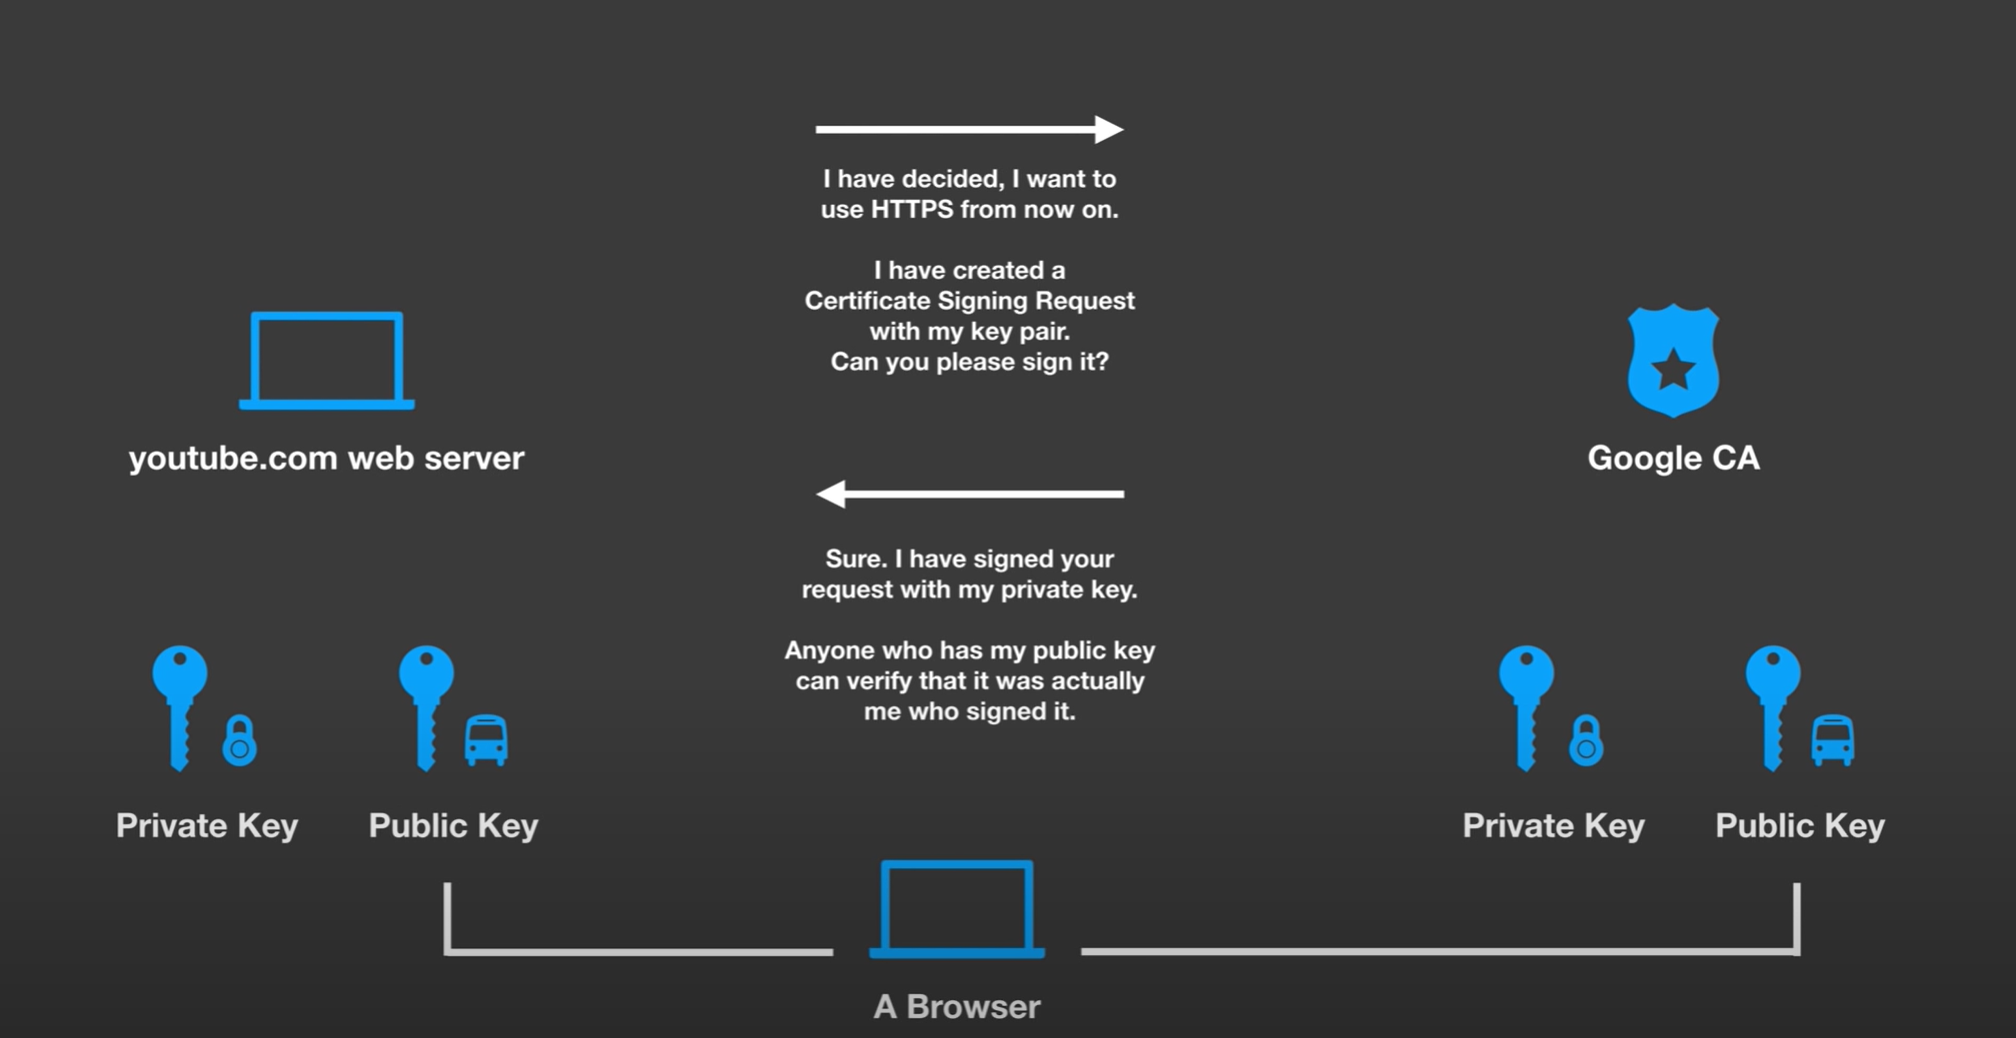 I have decided, I want to
use HTTPS from now on.
I have created a
Certificate Signing Request
with my key pair.
Can you please sign it?
youtube.com web server
Google CA
Sure. I have signed your
request with my private key.
Anyone who has my public key
can verify that it was actually
me who signed it.
Private Key
Public Key
Private Key
Public Key
A Browser